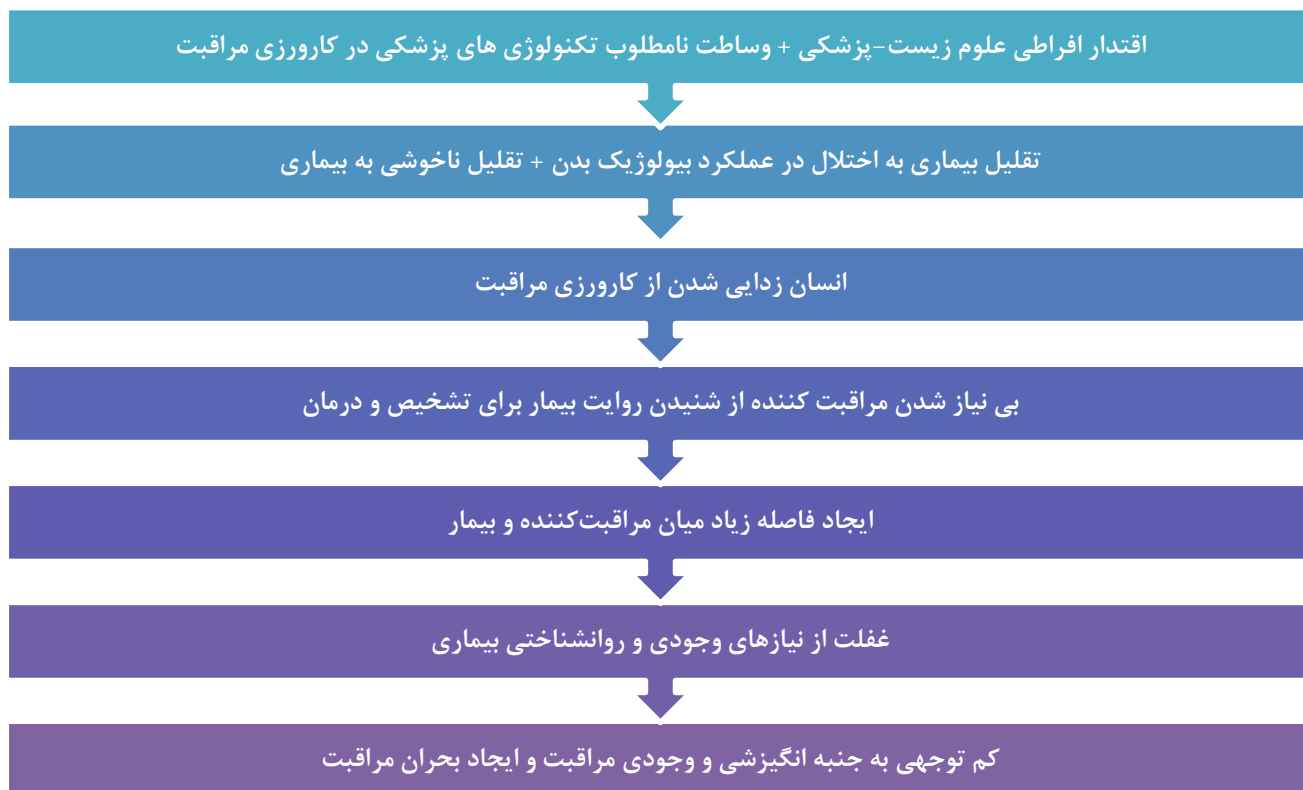 اقتدار افراطی علوم زیست-پزشکی + وساطت نامطلوب تکنولوژی های پزشکی در کارورزی مراقبت
تقلیل بیماری به اختلال در عملکرد بیولوژیک بدن + تقلیل ناخوشی به بیماری
انسان زدایی شدن از کارورزی مراقبت
بی نیاز شدن مراقبت کننده از شنیدن روایت بیمار برای تشخیص و درمان
ایجاد فاصله زیاد میان مراقبت‌کننده و بیمار
غفلت از نیازهای وجودی و روانشناختی بیماری
کم توجهی به جنبه انگیزشی و وجودی مراقبت و ایجاد بحران مراقبت